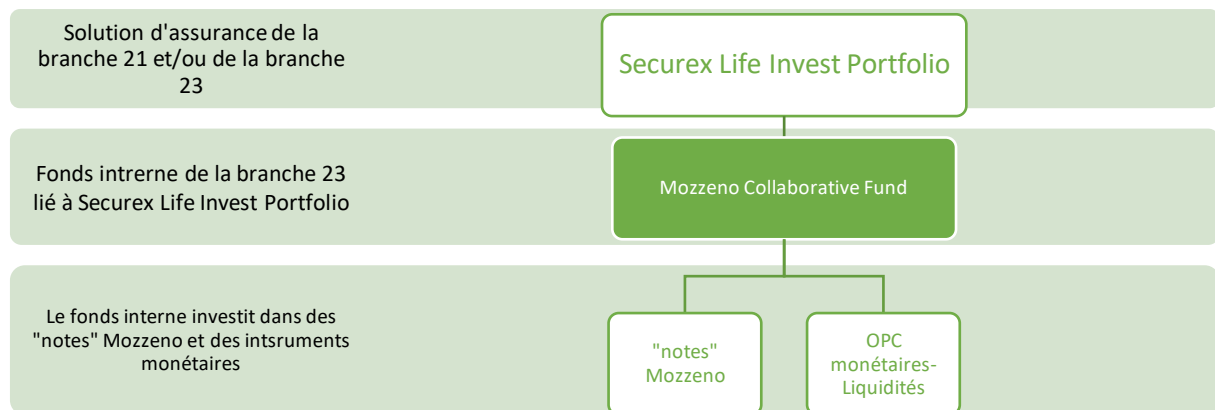 Solution d'assurance de la
branche 21 et/ou de la branche
23
Securex Life Invest Portfolio
Fonds intrerne de la branche 23
lié à Securex Life Invest Portfolio
Mozzeno Collaborative Fund
Le fonds interne investit dans des
"notes" Mozzeno et des intsruments
monétaires
"notes"
Mozzeno
OPC
monétaires-
Liquidités